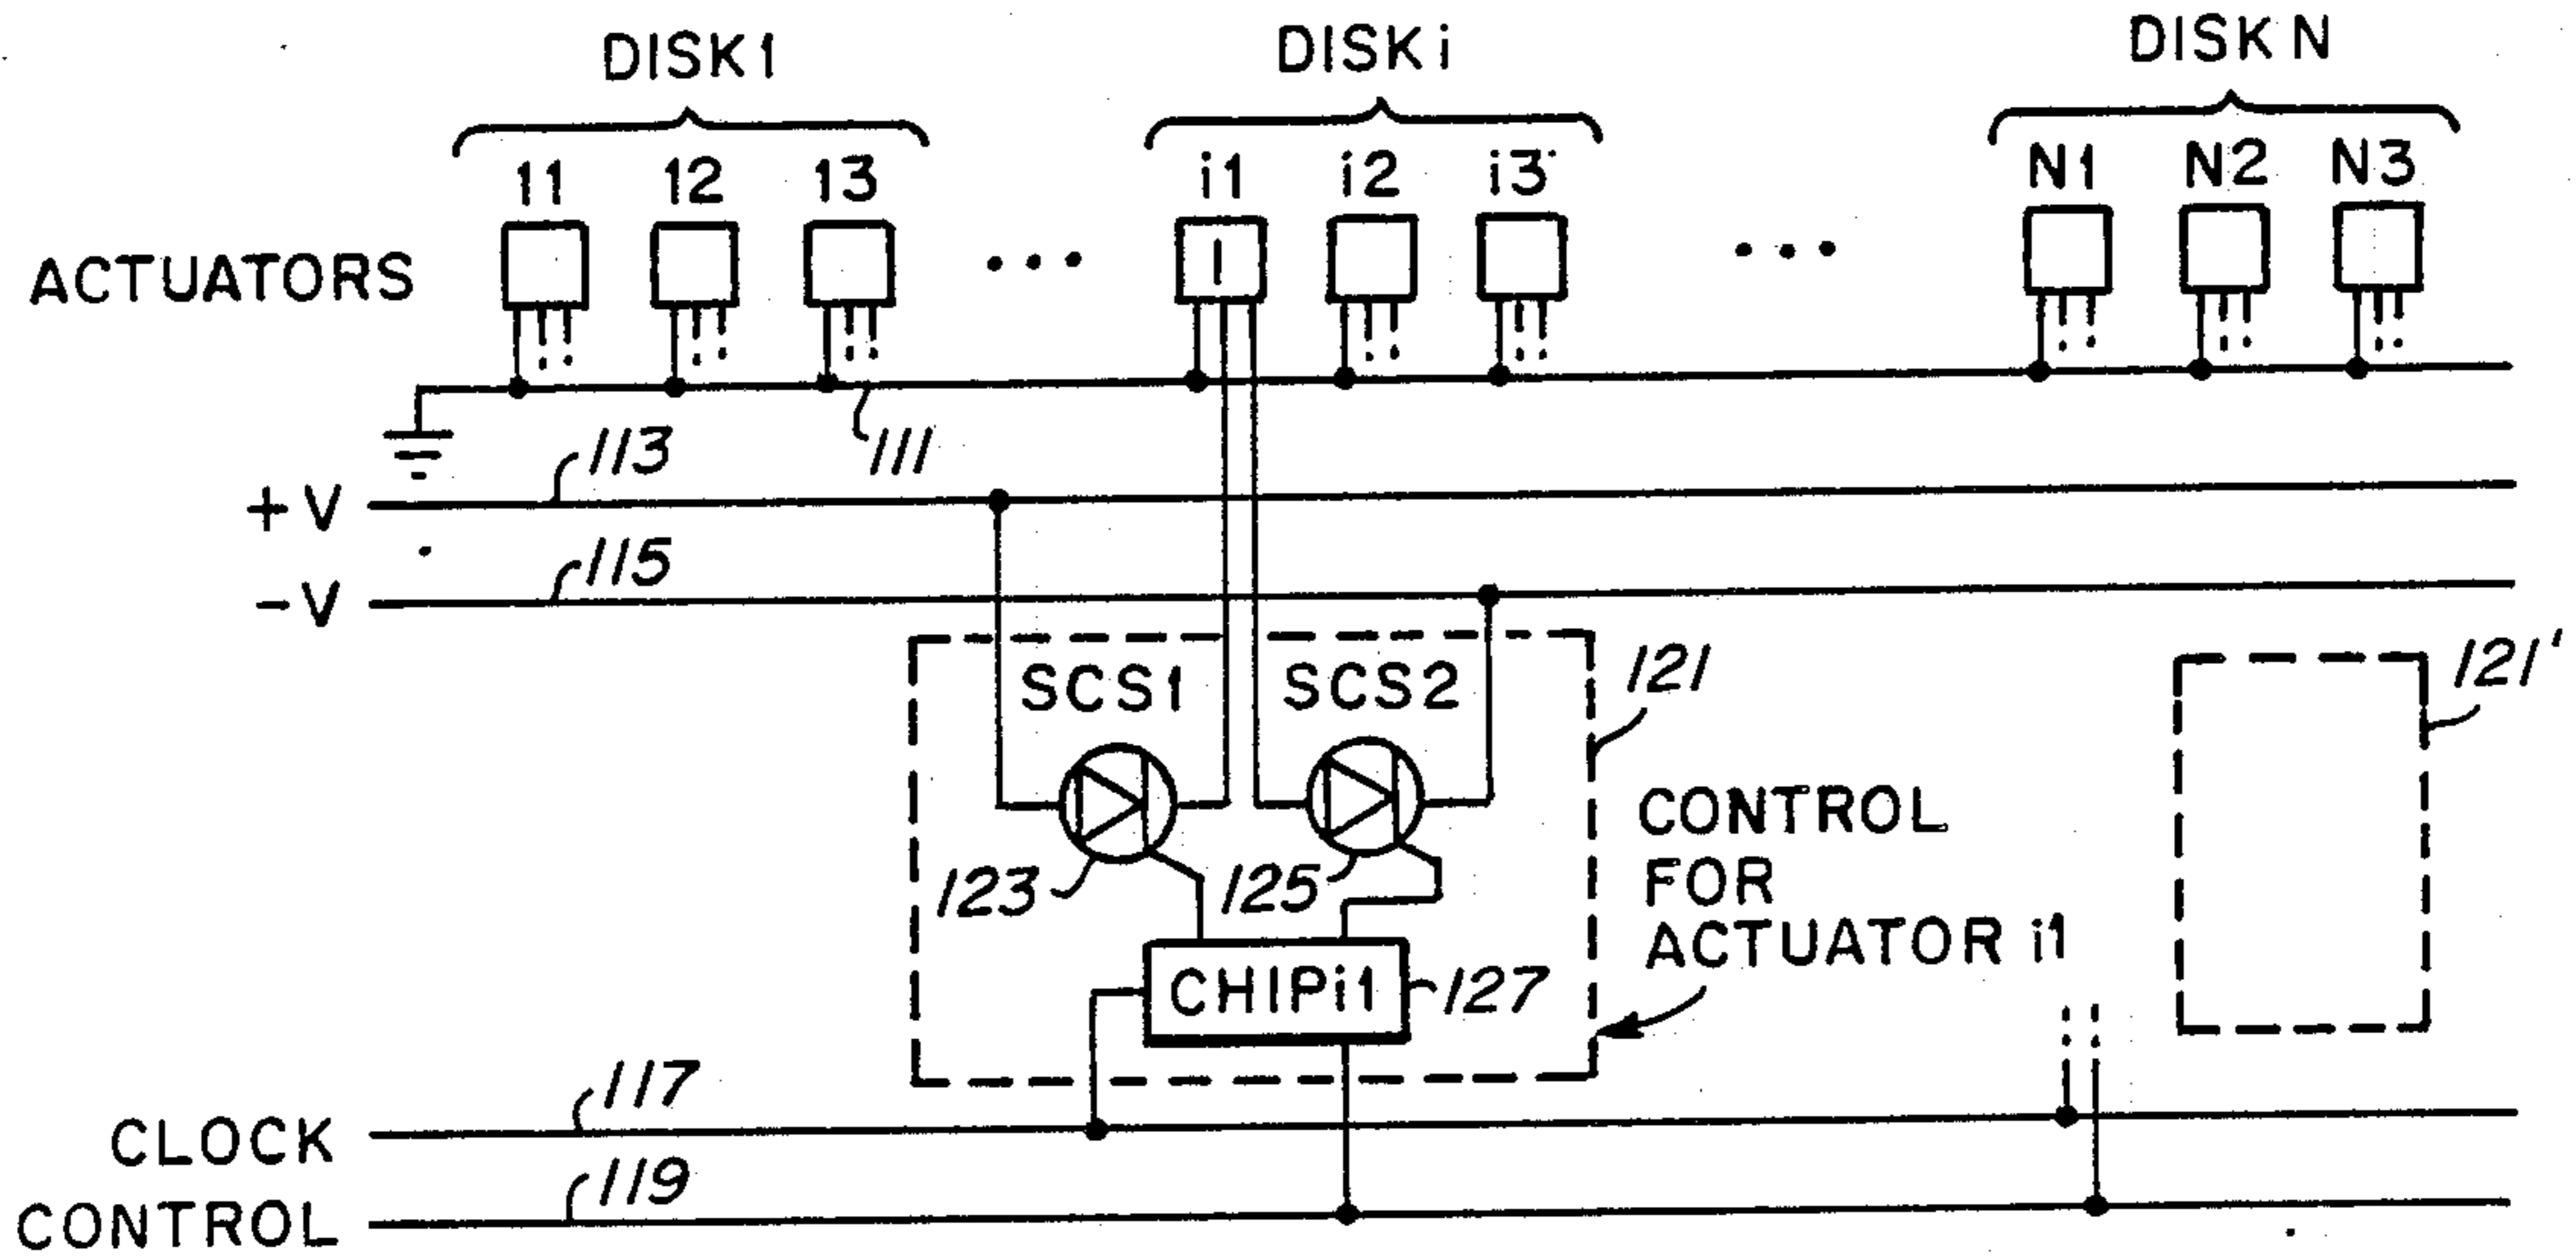 DISK1
DISKi
DISKN
11 12 13
i1 i2 i3
N1 N2 N3
ACTUATORS
...
...
111
113
+V
115
-V
SCS1
SCS2
121
121'
123
125
CONTROL
FOR
ACTUATOR i1
CHIPi1
127
117
CLOCK
119
CONTROL